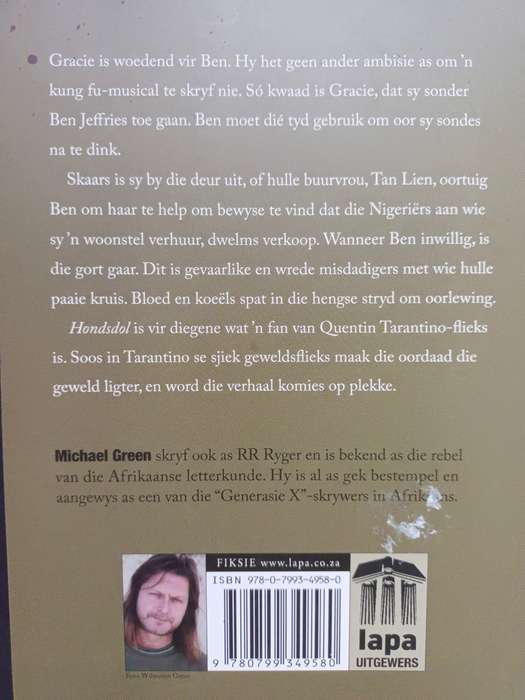 Gracie is woedend vir Ben. Hy het geen ander ambisie as om 'n
kung fu-musical te skryf nie. Só kwaad is Gracie, dat sy sonder
Ben Jeffries toe gaan. Ben moet dié tyd gebruik om oor sy sondes
na te dink.
Skaars is sy by die deur uit, of hulle buurvrou, Tan Lien, oortuig
Ben om haar te help om bewyse te vind dat die Nigeriërs aan wie
sy 'n woonstel verhuur, dwelms verkoop. Wanneer Ben inwillig, is
die gort gaar. Dit is gevaarlike en wrede misdadigers met wie hulle
paaie kruis. Bloed en koeëls spat in die hengse stryd om oorlewing.
Hondsdol is vir diegene wat 'n fan van Quentin Tarantino-flieks
is. Soos in Tarantino se sjiek geweldsflieks maak die oordaad die
geweld ligter, en word die verhaal komies op plekke.
Michael Green skryf ook as RR Ryger en is bekend as die rebel
van die Afrikaanse letterkunde. Hy is al as gek bestempel en
aangewys as een van die "Generasie X"-skrywers in Afrikaans.
FIKSIE www.lapa.co.za
ISBN 978-0-7993-4958-0
9 780799 349580
lapa
UITGEWERS
Foto: Wilhelmien